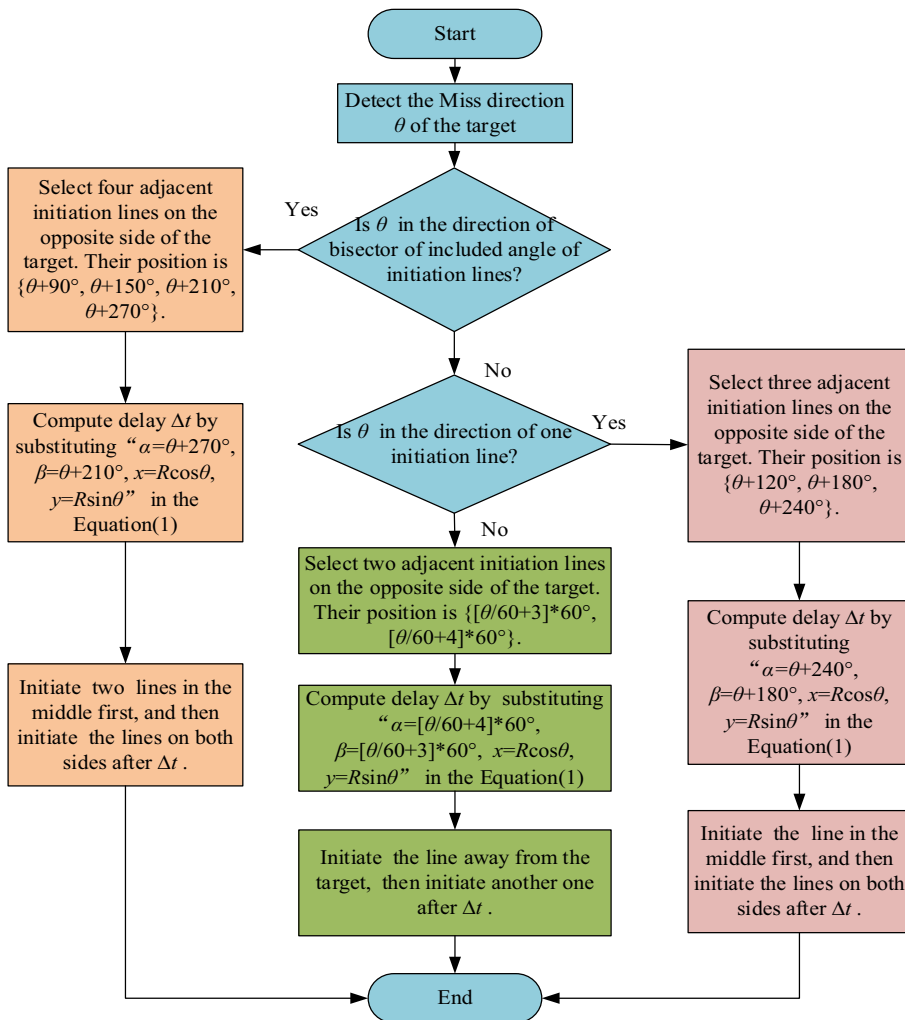 Start
Detect the Miss direction
θ of the target
Is θ in the direction of
bisector of included angle of
initiation lines?
Yes
Select four adjacent
initiation lines on the
opposite side of the
target. Their position is
{θ+90°, θ+150°, θ+210°,
θ+270°}.
Compute delay Δt by
substituting “α=θ+270°,
β=θ+210°, x=Rcosθ,
y=Rsinθ” in the
Equation(1)
Initiate two lines in the
middle first, and then
initiate the lines on both
sides after Δt .
No
Is θ in the direction of one
initiation line?
Yes
Select three adjacent
initiation lines on the
opposite side of the
target. Their position is
{θ+120°, θ+180°,
θ+240°}.
Compute delay Δt by
substituting
“α=θ+240°,
β=θ+180°, x=Rcosθ,
y=Rsinθ” in the
Equation(1)
Initiate the line in the
middle first, and then
initiate the lines on both
sides after Δt .
No
Select two adjacent initiation lines
on the opposite side of the target.
Their position is {[θ/60+3]*60°,
[θ/60+4]*60°}.
Compute delay Δt by substituting
“α=[θ/60+4]*60°,
β=[θ/60+3]*60°, x=Rcosθ,
y=Rsinθ” in the Equation(1)
Initiate the line away from the
target, then initiate another one
after Δt .
End